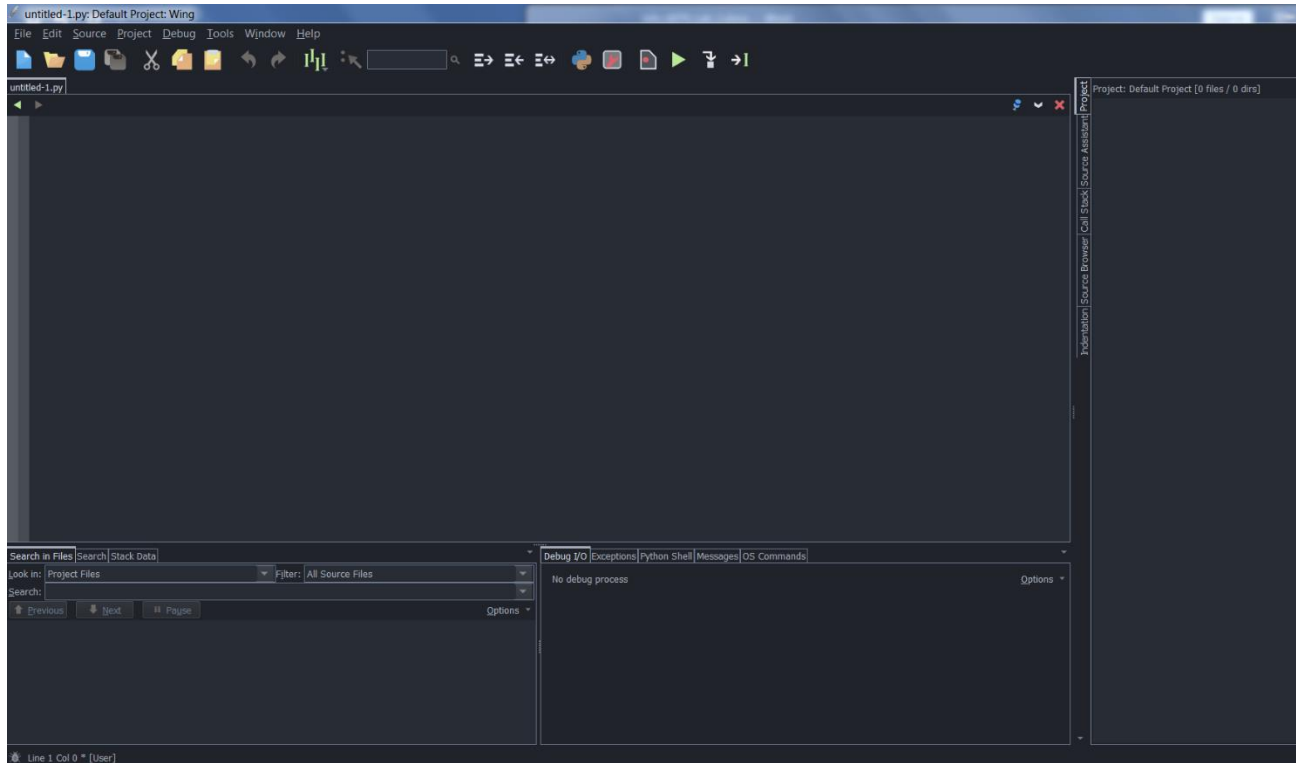 untitled-1.py: Default Project: Wing
File Edit Source Project Debug Tools Window Help
untitled-1.py
Project: Default Project [0 files / 0 dirs]
Project
Source Assistant
Call Stack
Source Browser
Indentation
Search in Files Search Stack Data
Look in: Project Files Filter: All Source Files
Search:
Previous Next Pause Options
Debug I/O Exceptions Python Shell Messages OS Commands
No debug process Options
Line 1 Col 0 * [User]